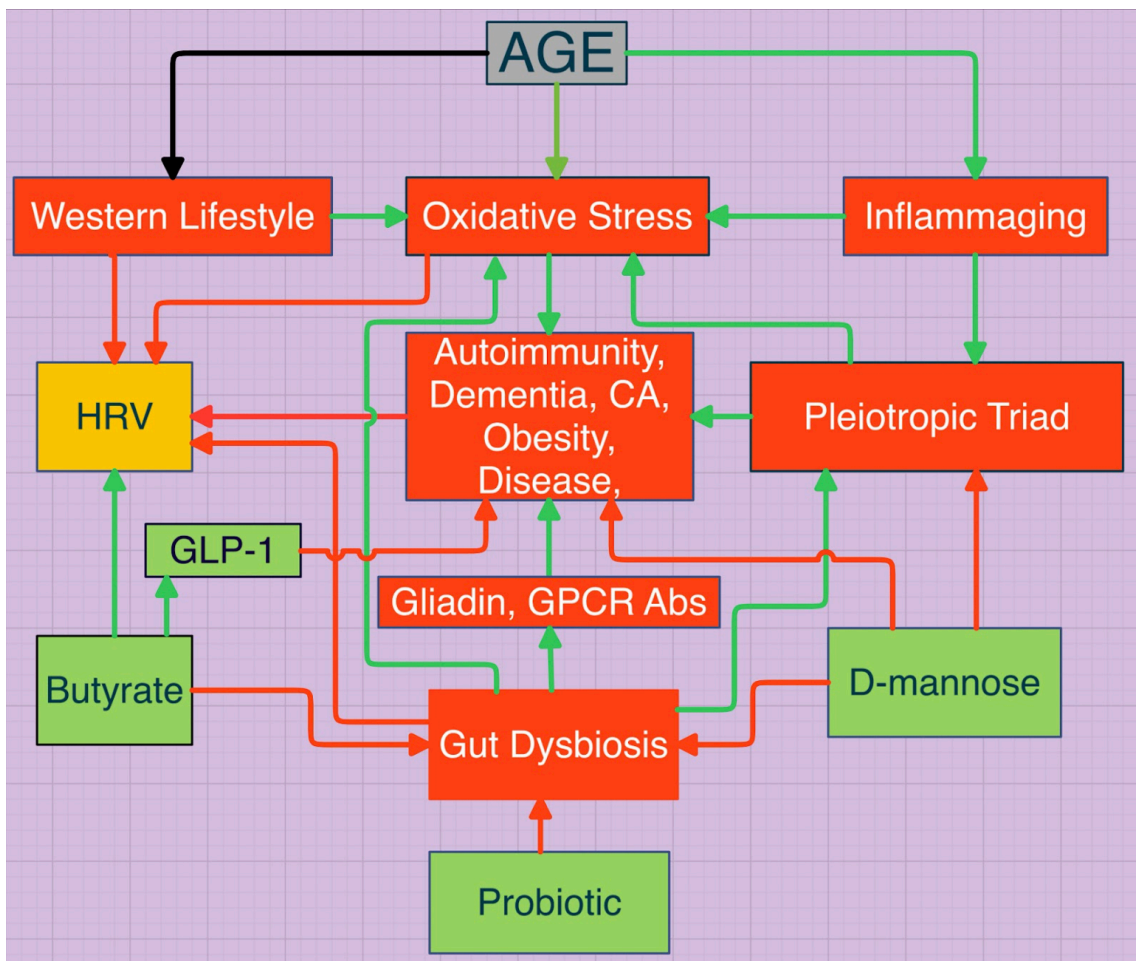 AGE
Western Lifestyle
Oxidative Stress
Inflammaging
HRV
Autoimmunity,
Dementia, CA,
Obesity,
Disease,
Pleiotropic Triad
GLP-1
Gliadin, GPCR Abs
Butyrate
D-mannose
Gut Dysbiosis
Probiotic